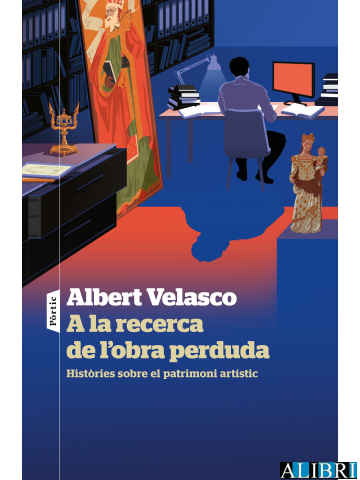 Pòrtic
Albert Velasco
A la recerca
de l'obra perduda
Històries sobre el patrimoni artístic
ALIBRI